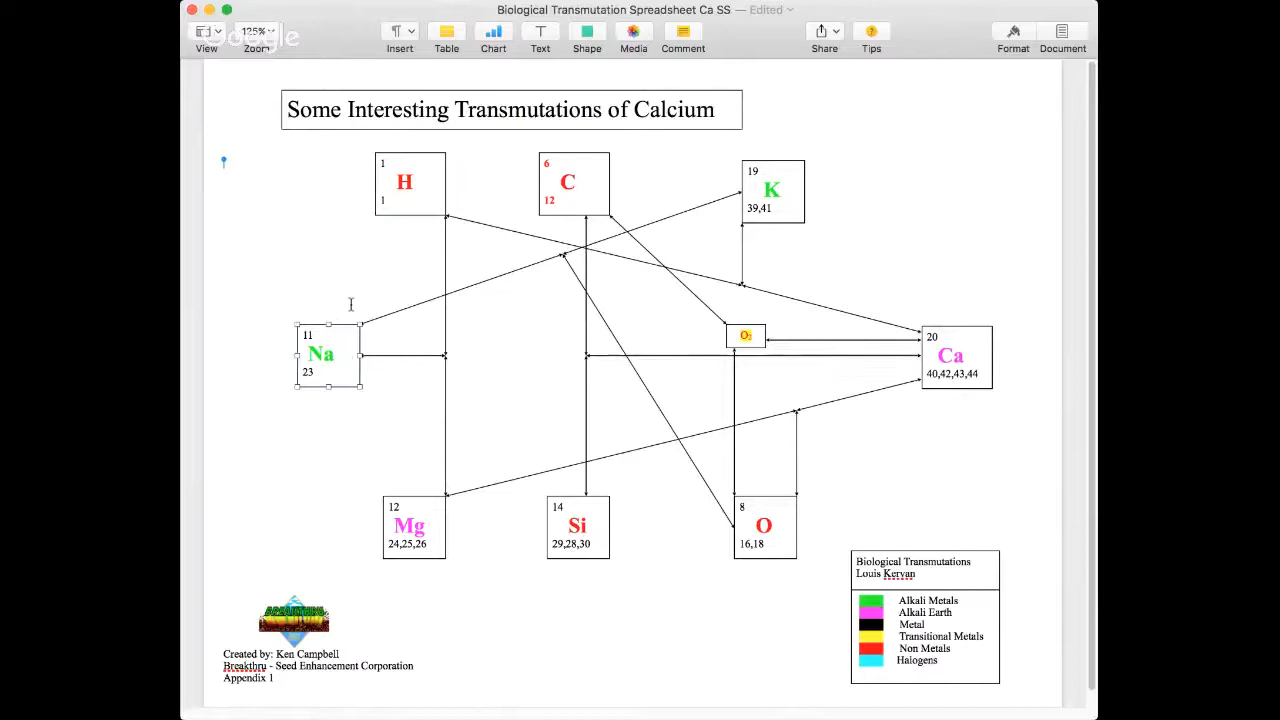 Biological Transmutation Spreadsheet Ca SS — Edited
Google
125%
View
Zoom
Insert
Table
Chart
Text
Shape
Media
Comment
Share
Tips
Format
Document
Some Interesting Transmutations of Calcium
1
H
1
6
C
12
19
K
39,41
11
Na
23
O₂
20
Ca
40,42,43,44
12
Mg
24,25,26
14
Si
29,28,30
8
O
16,18
Biological Transmutations
Louis Kervan
Alkali Metals
Alkali Earth
Metal
Transitional Metals
Non Metals
Halogens
Created by: Ken Campbell
Breakthru - Seed Enhancement Corporation
Appendix 1